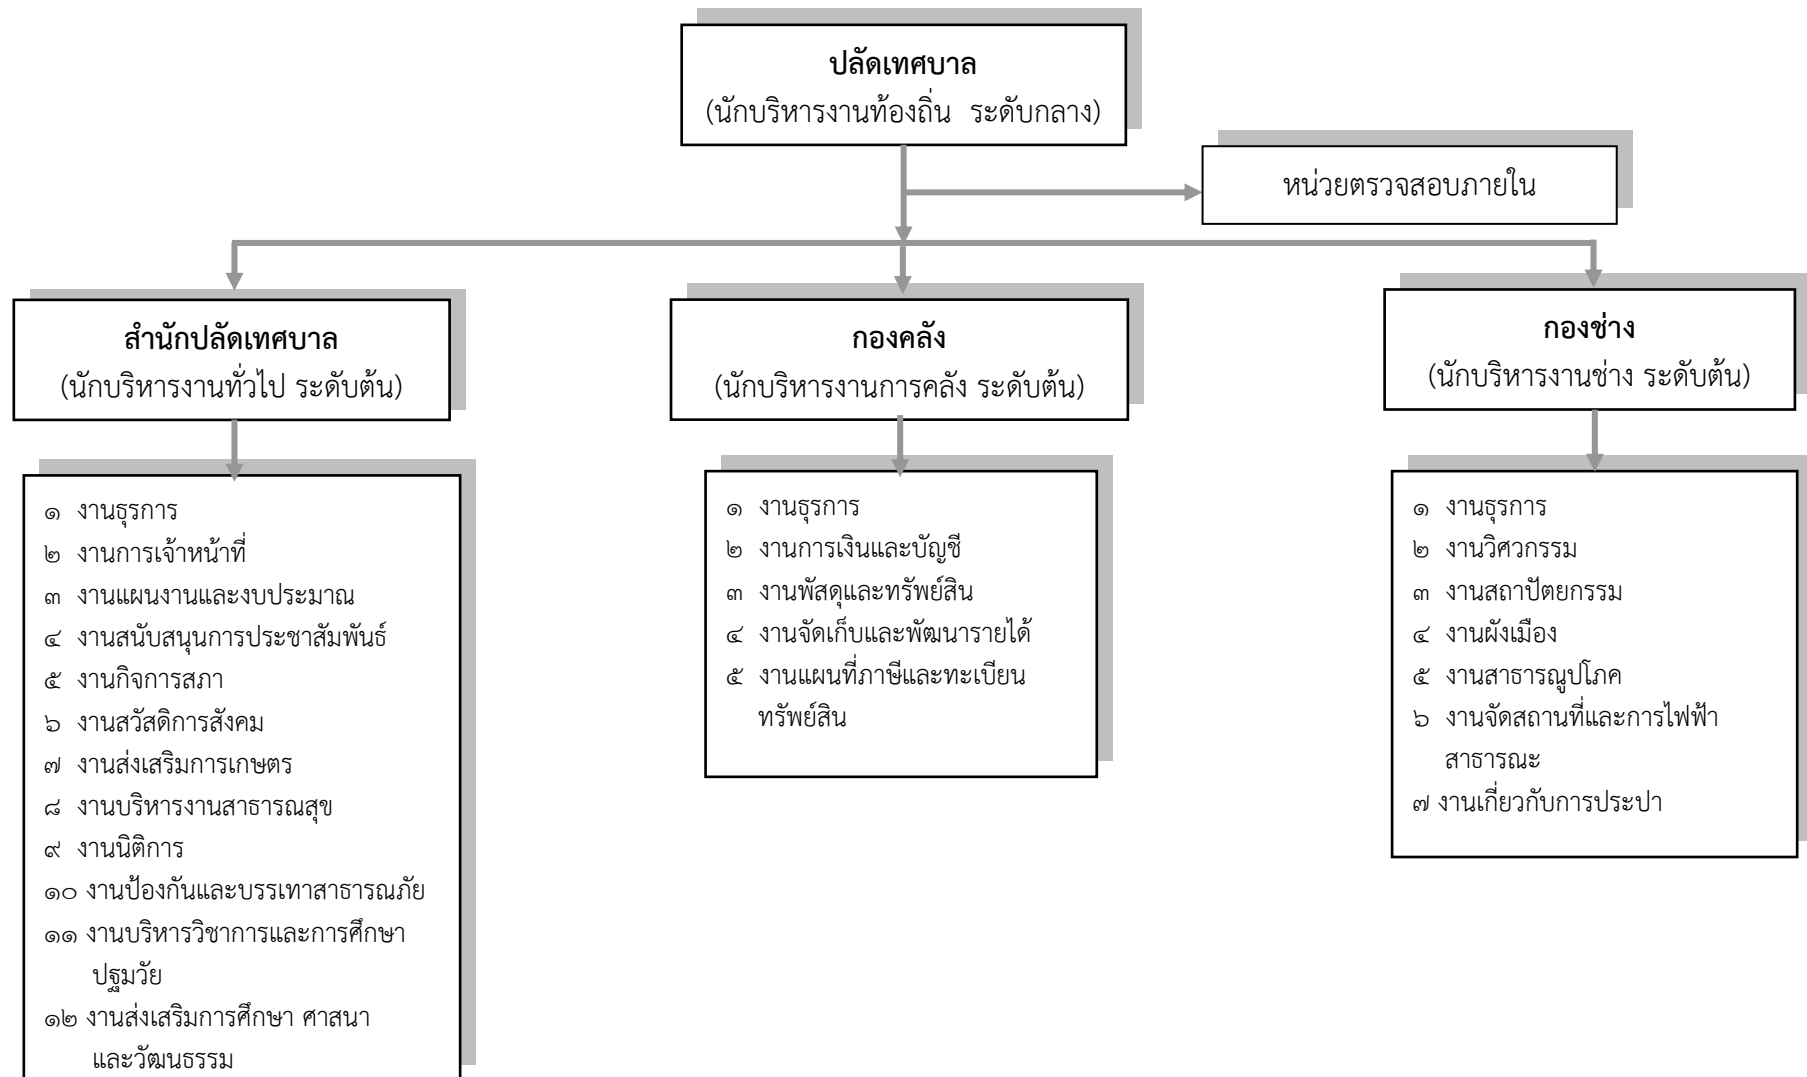 ปลัดเทศบาล
(นักบริหารงานท้องถิ่น ระดับกลาง)
หน่วยตรวจสอบภายใน
สำนักปลัดเทศบาล
(นักบริหารงานทั่วไป ระดับต้น)
กองคลัง
(นักบริหารงานการคลัง ระดับต้น)
กองช่าง
(นักบริหารงานช่าง ระดับต้น)
๑ งานธุรการ
๒ งานการเจ้าหน้าที่
๓ งานแผนงานและงบประมาณ
๔ งานสนับสนุนการประชาสัมพันธ์
๕ งานกิจการสภา
๖ งานสวัสดิการสังคม
๗ งานส่งเสริมการเกษตร
๘ งานบริหารงานสาธารณสุข
๙ งานนิติการ
๑๐ งานป้องกันและบรรเทาสาธารณภัย
๑๑ งานบริหารวิชาการและการศึกษา
ปฐมวัย
๑๒ งานส่งเสริมการศึกษา ศาสนา
และวัฒนธรรม
๑ งานธุรการ
๒ งานการเงินและบัญชี
๓ งานพัสดุและทรัพย์สิน
๔ งานจัดเก็บและพัฒนารายได้
๕ งานแผนที่ภาษีและทะเบียน
ทรัพย์สิน
๑ งานธุรการ
๒ งานวิศวกรรม
๓ งานสถาปัตยกรรม
๔ งานผังเมือง
๕ งานสาธารณูปโภค
๖ งานจัดสถานที่และการไฟฟ้า
สาธารณะ
๗ งานเกี่ยวกับการประปา